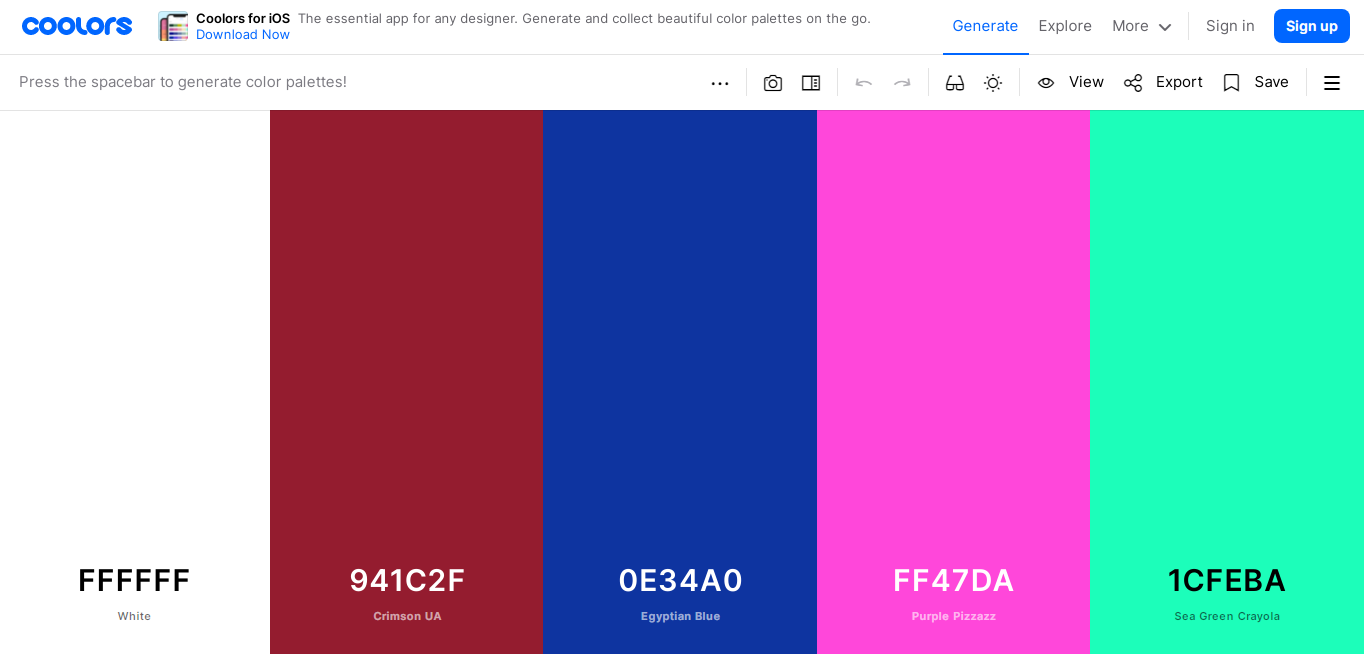 coolors
Coolors for iOS The essential app for any designer. Generate and collect beautiful color palettes on the go.
Download Now
Generate Explore More Sign in Sign up
Press the spacebar to generate color palettes!
View Export Save
FFFFFF
White
941C2F
Crimson UA
0E34A0
Egyptian Blue
FF47DA
Purple Pizzazz
1CFEBA
Sea Green Crayola